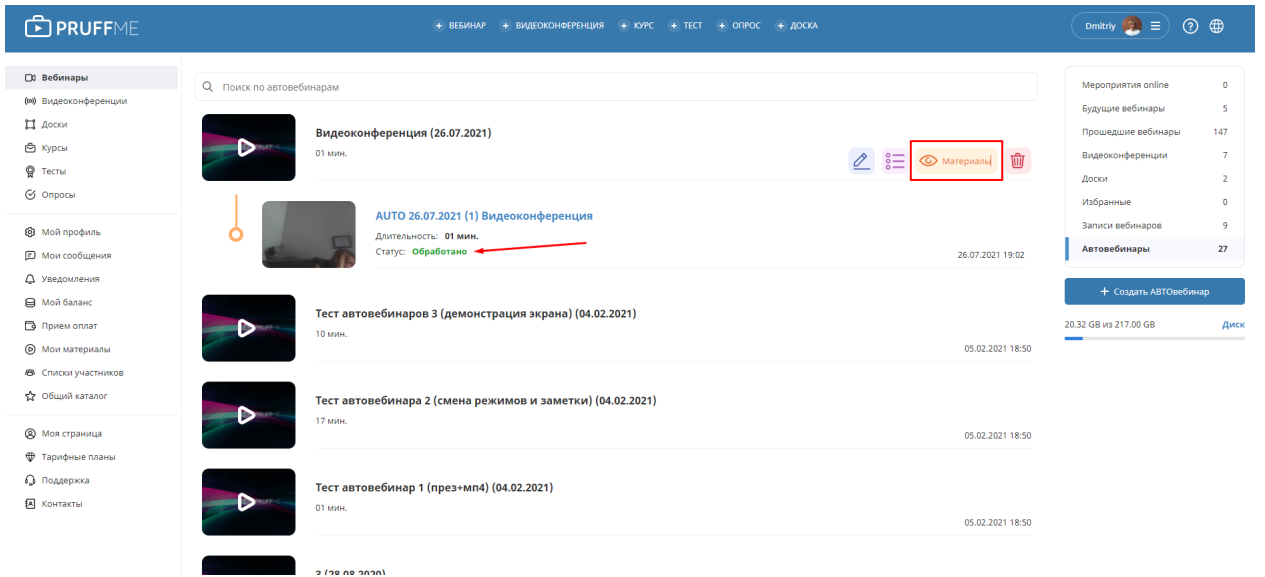 PRUFFME
ВЕБИНАР ВИДЕОКОНФЕРЕНЦИЯ КУРС ТЕСТ ОПРОС ДОСКА
Dmitriy
Вебинары
Видеоконференции
Доски
Курсы
Тесты
Опросы
Мой профиль
Мои сообщения
Уведомления
Мой баланс
Прием оплат
Мои материалы
Списки участников
Общий каталог
Моя страница
Тарифные планы
Поддержка
Контакты
Поиск по автовебинарам
Видеоконференция (26.07.2021)
01 мин.
Материалы
AUTO 26.07.2021 (1) Видеоконференция
Длительность: 01 мин.
Статус: Обработано
26.07.2021 19:02
Тест автовебинаров 3 (демонстрация экрана) (04.02.2021)
10 мин.
05.02.2021 18:50
Тест автовебинара 2 (смена режимов и заметки) (04.02.2021)
17 мин.
05.02.2021 18:50
Тест автовебинар 1 (през+мп4) (04.02.2021)
01 мин.
05.02.2021 18:50
3 (28.08.2020)
Мероприятия online 0
Будущие вебинары 5
Прошедшие вебинары 147
Видеоконференции 7
Доски 2
Избранные 0
Записи вебинаров 9
Автовебинары 27
+ Создать АВТОвебинар
20.32 GB из 217.00 GB Диск